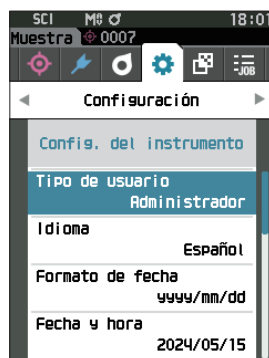 SCI M0 18:01
Muestra 0007
JOB
Configuración
Config. del instrumento
Tipo de usuario
Administrador
Idioma
Español
Formato de fecha
yyyy/mm/dd
Fecha y hora
2024/05/15